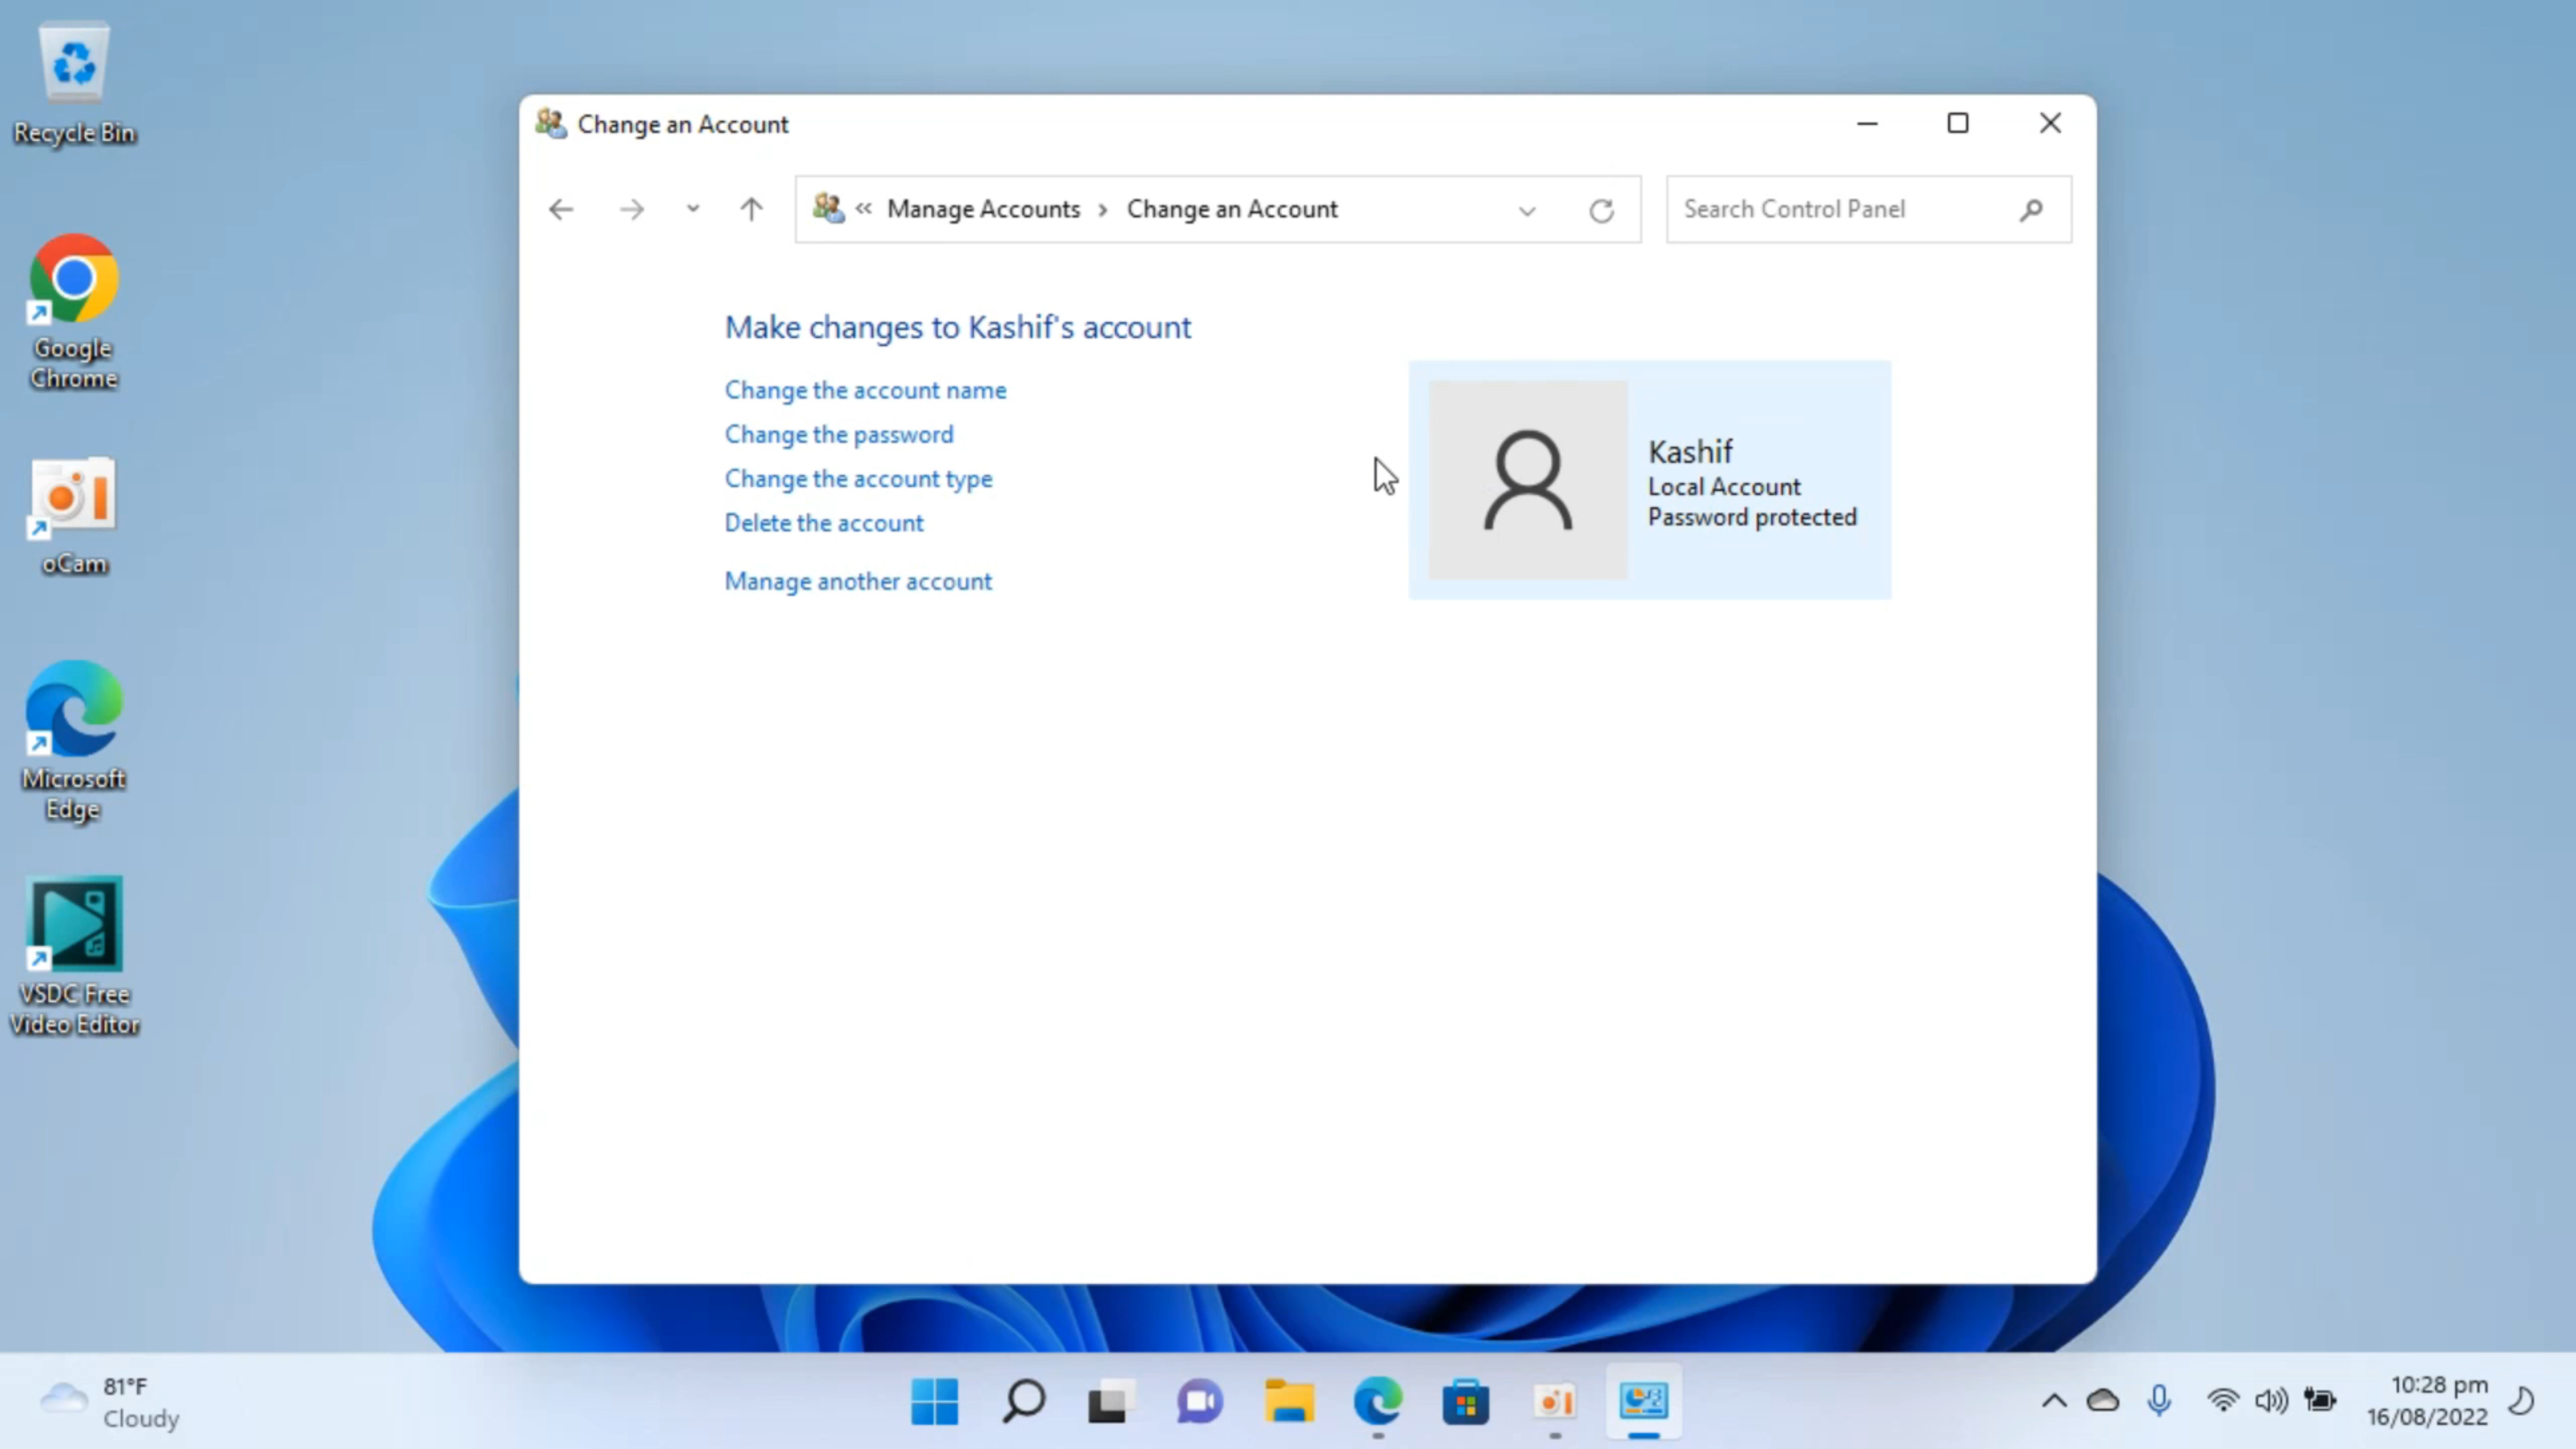 Recycle Bin
Google
Chrome
oCam
Microsoft
Edge
VSDC Free
Video Editor
Change an Account
« Manage Accounts › Change an Account
Search Control Panel
Make changes to Kashif's account
Change the account name
Change the password
Change the account type
Delete the account
Manage another account
Kashif
Local Account
Password protected
81°F
Cloudy
10:28 pm
16/08/2022